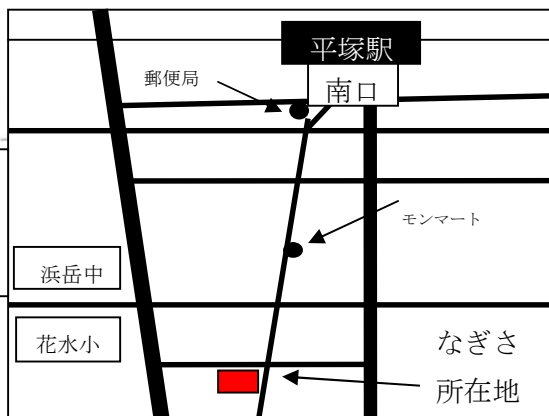 平塚駅
南口
郵便局
モンマート
浜岳中
花水小
なぎさ
所在地